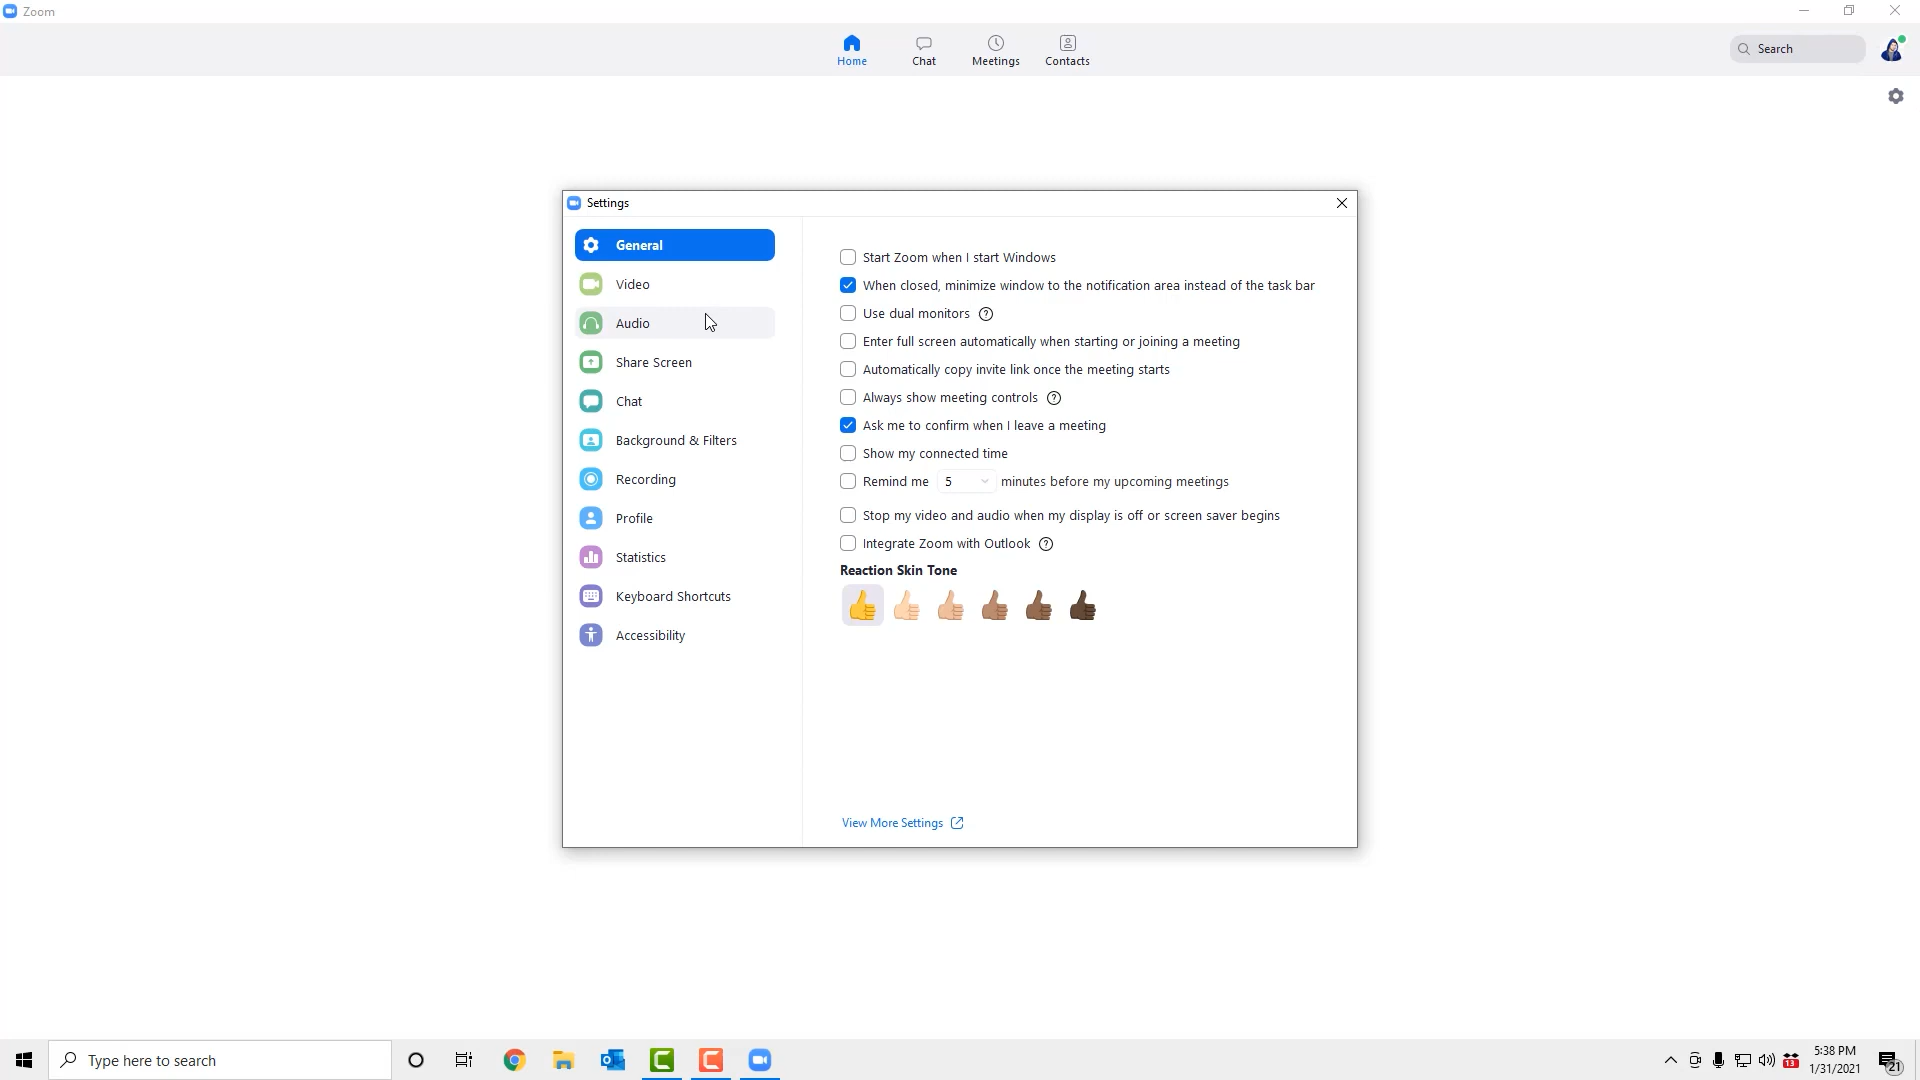 Zoom
Home
Chat
Meetings
Contacts
Search
Settings
General
Video
Audio
Share Screen
Chat
Background & Filters
Recording
Profile
Statistics
Keyboard Shortcuts
Accessibility
Start Zoom when I start Windows
When closed, minimize window to the notification area instead of the task bar
Use dual monitors
Enter full screen automatically when starting or joining a meeting
Automatically copy invite link once the meeting starts
Always show meeting controls
Ask me to confirm when I leave a meeting
Show my connected time
Remind me 5 minutes before my upcoming meetings
Stop my video and audio when my display is off or screen saver begins
Integrate Zoom with Outlook
Reaction Skin Tone
View More Settings
Type here to search
13
5:38 PM
1/31/2021
21